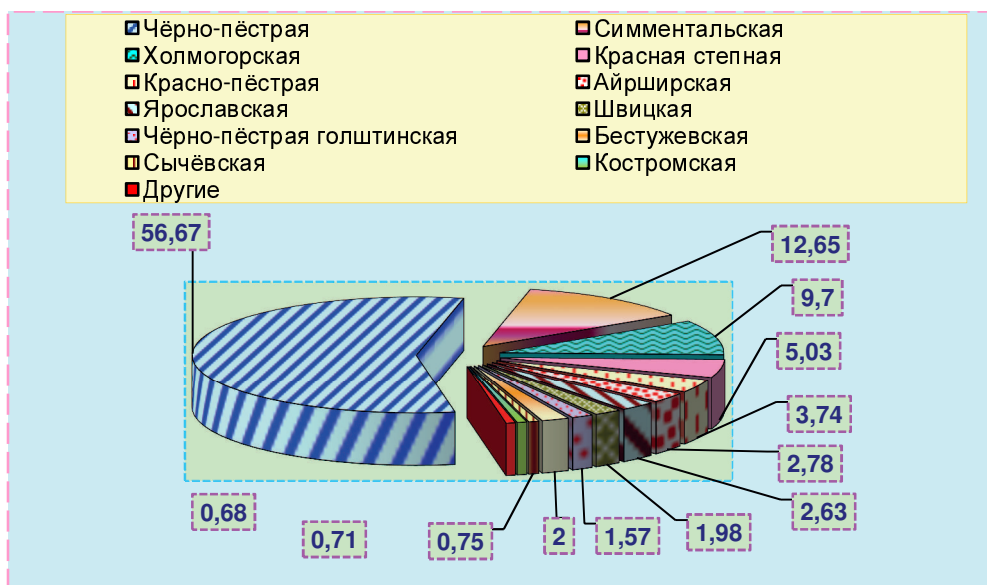 Чёрно-пёстрая
Симментальская
Холмогорская
Красная степная
Красно-пёстрая
Айрширская
Ярославская
Швицкая
Чёрно-пёстрая голштинская
Бестужевская
Сычёвская
Костромская
Другие
56,67
12,65
9,7
5,03
3,74
2,78
2,63
1,98
1,57
2
0,75
0,71
0,68